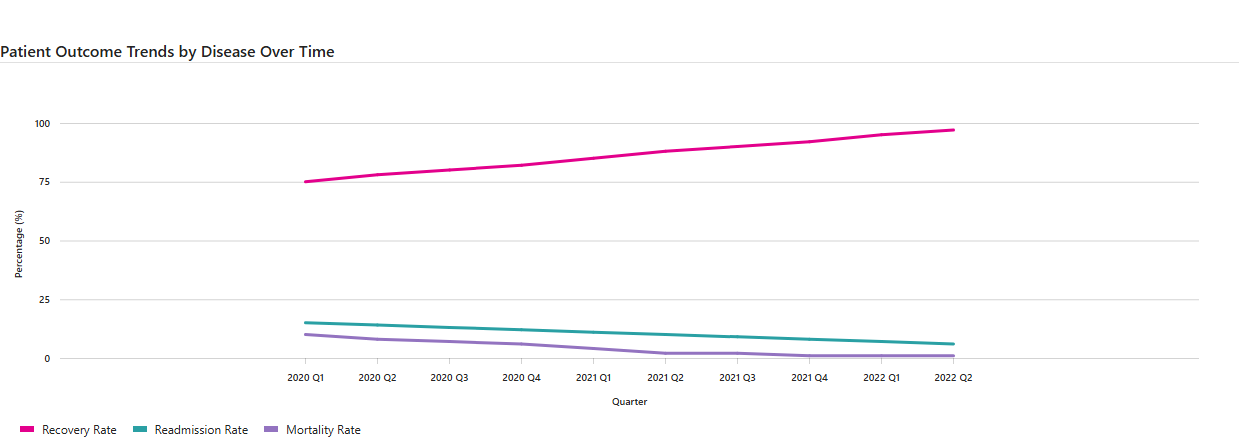 Patient Outcome Trends by Disease Over Time
100
75
50
25
0
Percentage (%)
2020 Q1 2020 Q2 2020 Q3 2020 Q4 2021 Q1 2021 Q2 2021 Q3 2021 Q4 2022 Q1 2022 Q2
Quarter
Recovery Rate Readmission Rate Mortality Rate